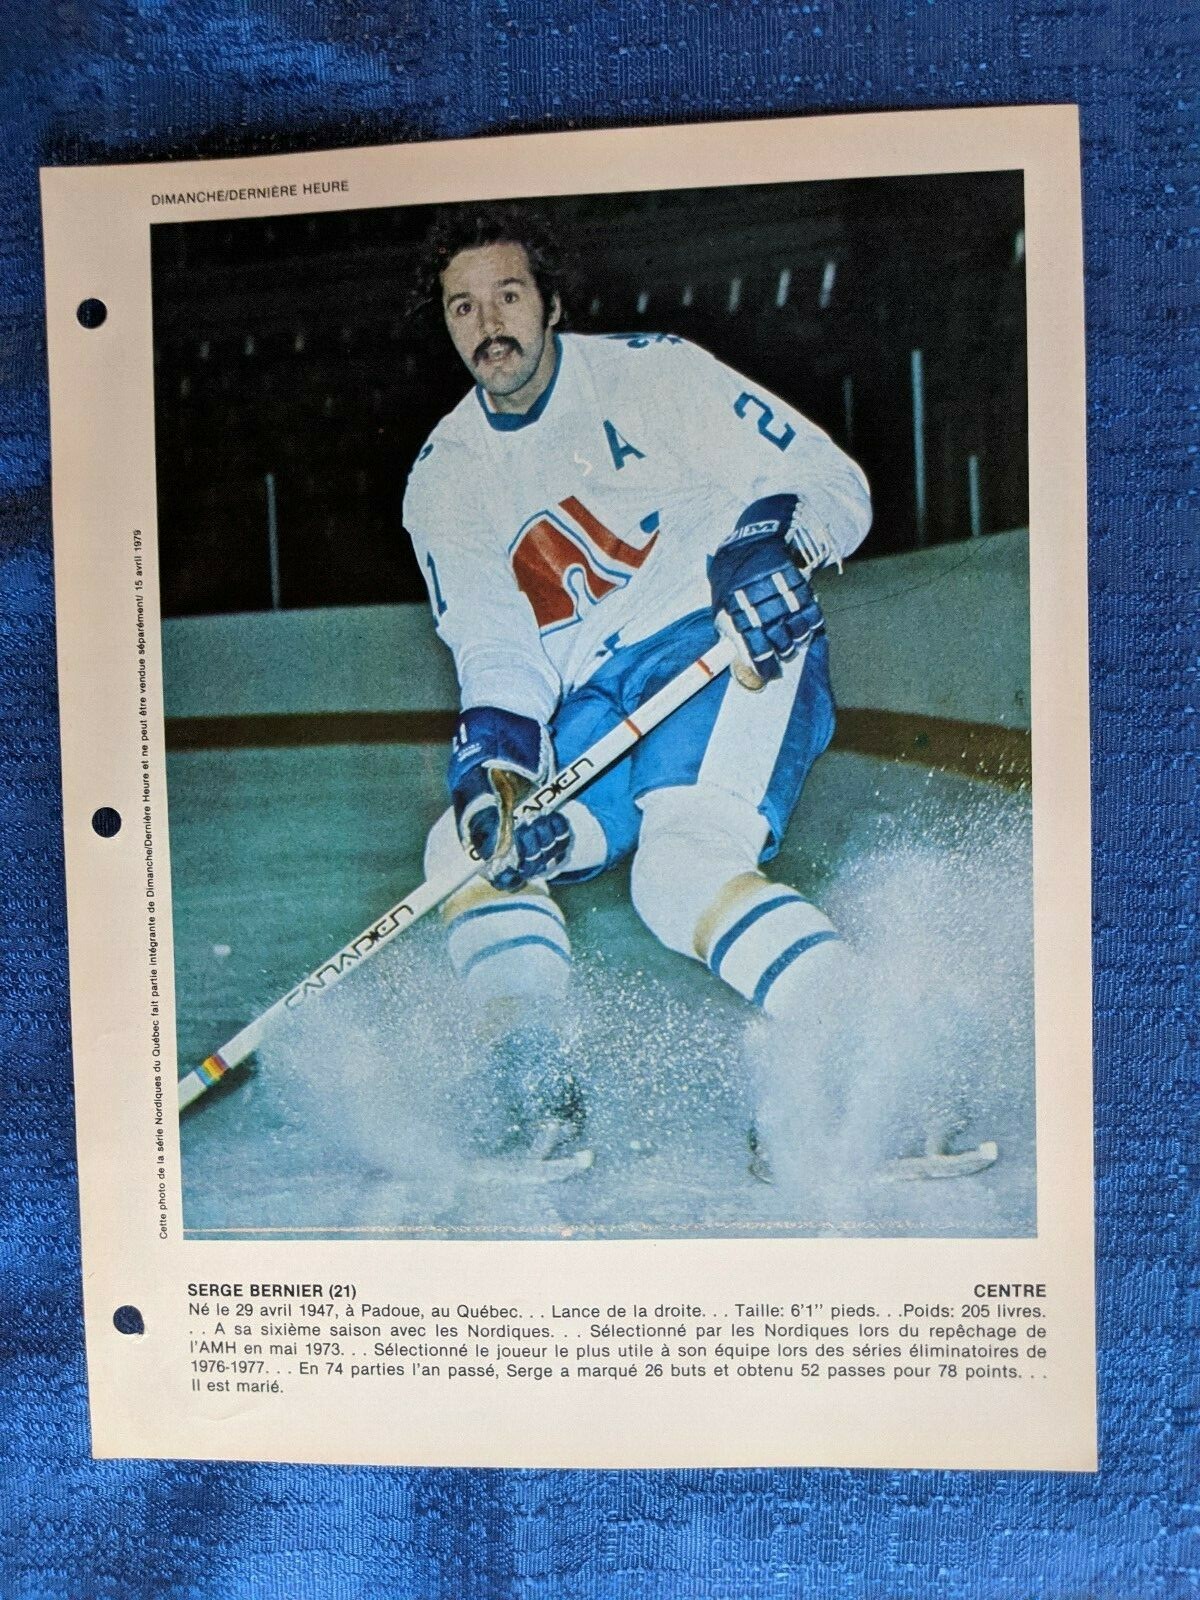 DIMANCHE/DERNIÈRE HEURE
A
2
1
M
CANADIEN
CANADIEN
Cette photo de la série Nordiques du Québec fait partie intégrante de Dimanche/Dernière Heure et ne peut être vendue séparément/ 15 avril 1979
SERGE BERNIER (21) CENTRE
Né le 29 avril 1947, à Padoue, au Québec. . . Lance de la droite. . . Taille: 6'1'' pieds. . .Poids: 205 livres.
. . . A sa sixième saison avec les Nordiques. . . Sélectionné par les Nordiques lors du repêchage de
l'AMH en mai 1973. . . Sélectionné le joueur le plus utile à son équipe lors des séries éliminatoires de
1976-1977. . . En 74 parties l'an passé, Serge a marqué 26 buts et obtenu 52 passes pour 78 points. . .
Il est marié.